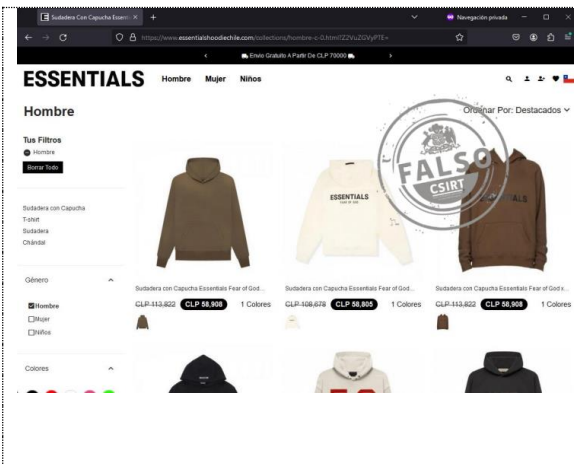 Sudadera Con Capucha Essenti
Navegación privada
https://www.essentialshoodiechile.com/collections/hombre-c-0.html
Envío Gratuito A Partir De CLP 70000
ESSENTIALS
Hombre Mujer Niños
Hombre
Ordenar Por: Destacados
Tus Filtros
Hombre
Borrar Todo
FALSO
CSIRT
Sudadera con Capucha
T-shirt
Sudadera
Chándal
ESSENTIALS
Género
Hombre
Mujer
Niños
Sudadera con Capucha Essentials Fear of God...
CLP 113,822 CLP 58,908 1 Colores
Sudadera con Capucha Essentials Fear of God...
CLP 108,678 CLP 58,805 1 Colores
Sudadera con Capucha Essentials Fear of God x...
CLP 113,822 CLP 58,908 1 Colores
Colores